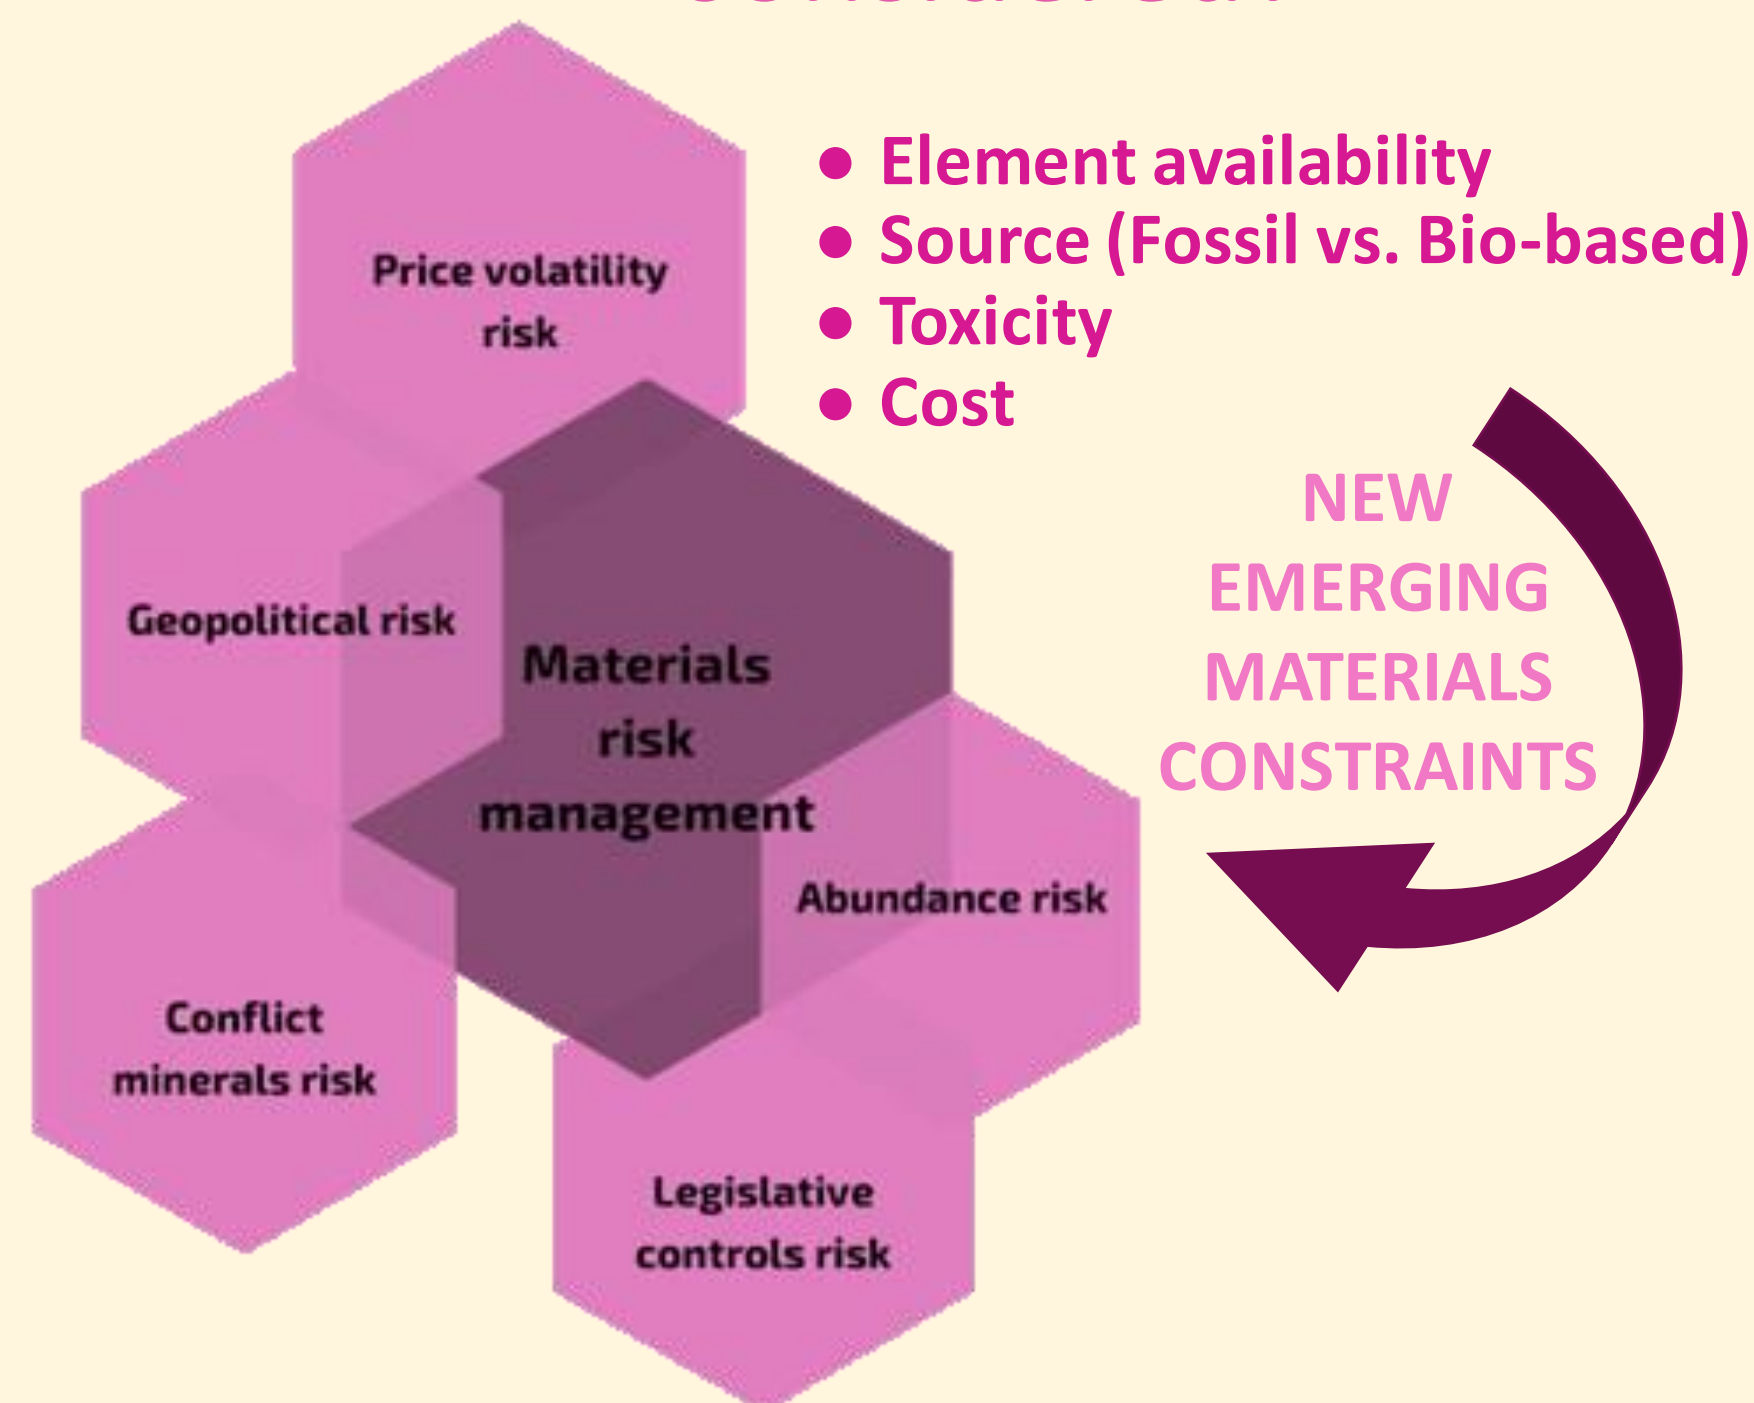 Price volatility
risk
● Element availability
● Source (Fossil vs. Bio-based)
● Toxicity
● Cost
NEW
EMERGING
MATERIALS
CONSTRAINTS
Geopolitical risk
Materials
risk
management
Abundance risk
Conflict
minerals risk
Legislative
controls risk